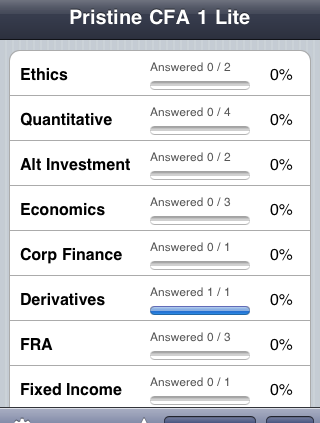 Pristine CFA 1 Lite
Ethics Answered 0 / 2 0%
Quantitative Answered 0 / 4 0%
Alt Investment Answered 0 / 2 0%
Economics Answered 0 / 3 0%
Corp Finance Answered 0 / 1 0%
Derivatives Answered 1 / 1 0%
FRA Answered 0 / 3 0%
Fixed Income Answered 0 / 1 0%